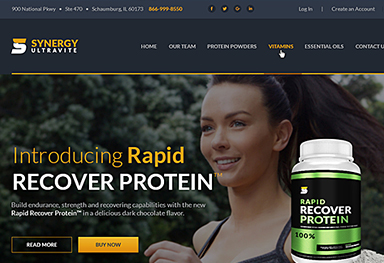 900 National Pkwy • Ste 470 • Schaumburg, IL 60173 866-999-8550
Log In | Create an Account
SYNERGY
ULTRAVITE
HOME OUR TEAM PROTEIN POWDERS VITAMINS ESSENTIAL OILS CONTACT U
Introducing Rapid
RECOVER PROTEIN™
Build endurance, strength and recovering capabilities with the new
Rapid Recover Protein™ in a delicious dark chocolate flavor.
READ MORE BUY NOW
RAPID
RECOVER
PROTEIN
100%